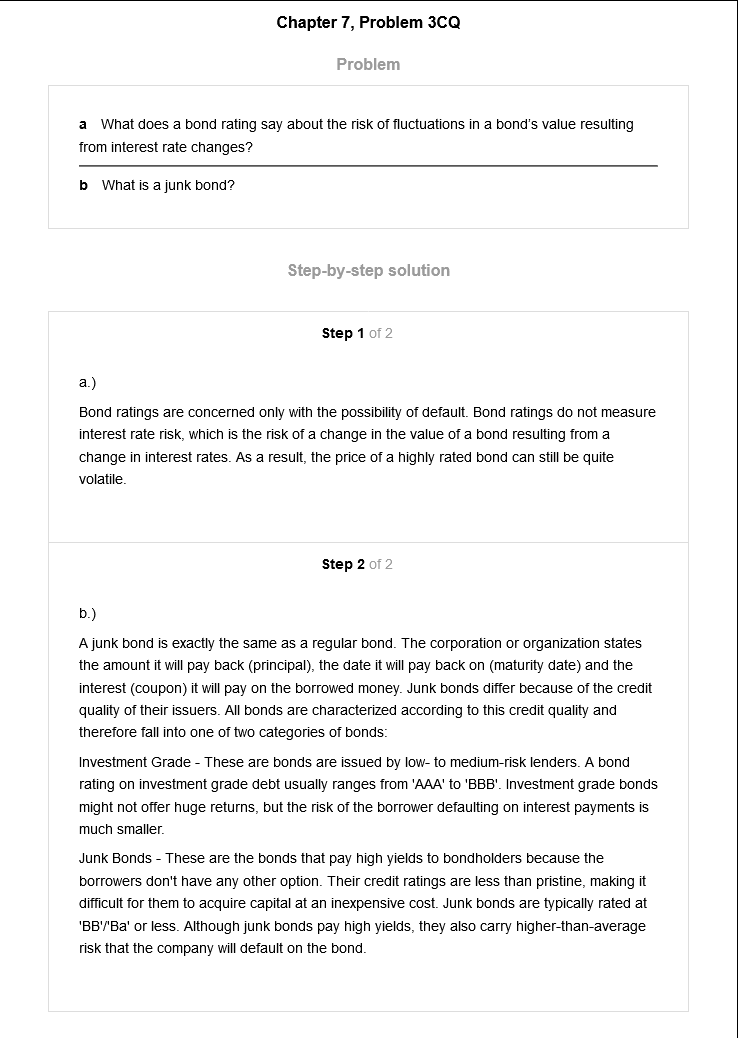 Chapter 7, Problem 3CQ
Problem
a What does a bond rating say about the risk of fluctuations in a bond's value resulting
from interest rate changes?
b What is a junk bond?
Step-by-step solution
Step 1 of 2
a.)
Bond ratings are concerned only with the possibility of default. Bond ratings do not measure
interest rate risk, which is the risk of a change in the value of a bond resulting from a
change in interest rates. As a result, the price of a highly rated bond can still be quite
volatile.
Step 2 of 2
b.)
A junk bond is exactly the same as a regular bond. The corporation or organization states
the amount it will pay back (principal), the date it will pay back on (maturity date) and the
interest (coupon) it will pay on the borrowed money. Junk bonds differ because of the credit
quality of their issuers. All bonds are characterized according to this credit quality and
therefore fall into one of two categories of bonds:
Investment Grade - These are bonds are issued by low- to medium-risk lenders. A bond
rating on investment grade debt usually ranges from 'AAA' to 'BBB'. Investment grade bonds
might not offer huge returns, but the risk of the borrower defaulting on interest payments is
much smaller.
Junk Bonds - These are the bonds that pay high yields to bondholders because the
borrowers don't have any other option. Their credit ratings are less than pristine, making it
difficult for them to acquire capital at an inexpensive cost. Junk bonds are typically rated at
'BB'/'Ba' or less. Although junk bonds pay high yields, they also carry higher-than-average
risk that the company will default on the bond.